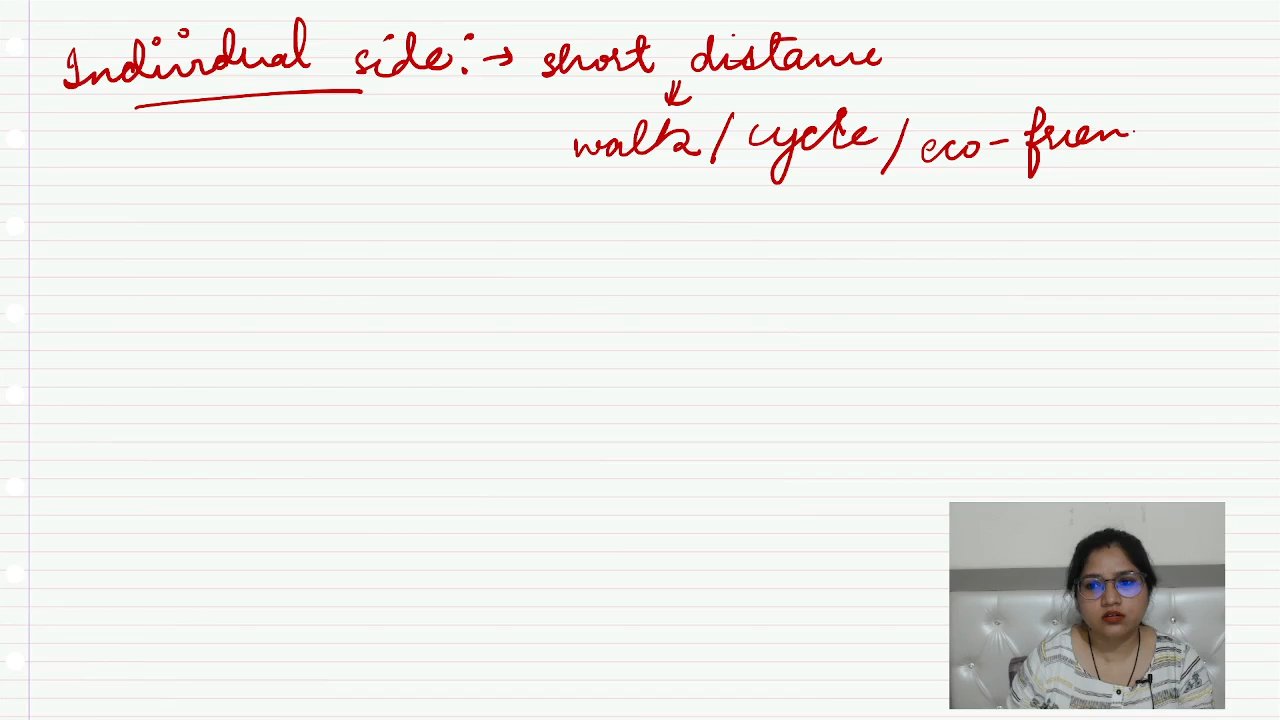 Individual side :→ short distance
walk / cycle / eco-frien